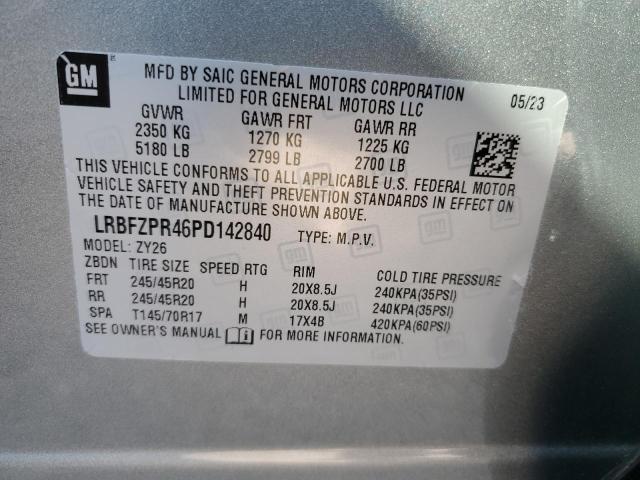 GM
MFD BY SAIC GENERAL MOTORS CORPORATION
LIMITED FOR GENERAL MOTORS LLC
05/23
GVWR GAWR FRT GAWR RR
2350 KG 1270 KG 1225 KG
5180 LB 2799 LB 2700 LB
THIS VEHICLE CONFORMS TO ALL APPLICABLE U.S. FEDERAL MOTOR
VEHICLE SAFETY AND THEFT PREVENTION STANDARDS IN EFFECT ON
THE DATE OF MANUFACTURE SHOWN ABOVE.
LRBFZPR46PD142840 TYPE: M.P.V.
MODEL: ZY26
ZBDN TIRE SIZE SPEED RTG RIM COLD TIRE PRESSURE
FRT 245/45R20 H 20X8.5J 240KPA(35PSI)
RR 245/45R20 H 20X8.5J 240KPA(35PSI)
SPA T145/70R17 M 17X4B 420KPA(60PSI)
SEE OWNER'S MANUAL FOR MORE INFORMATION.